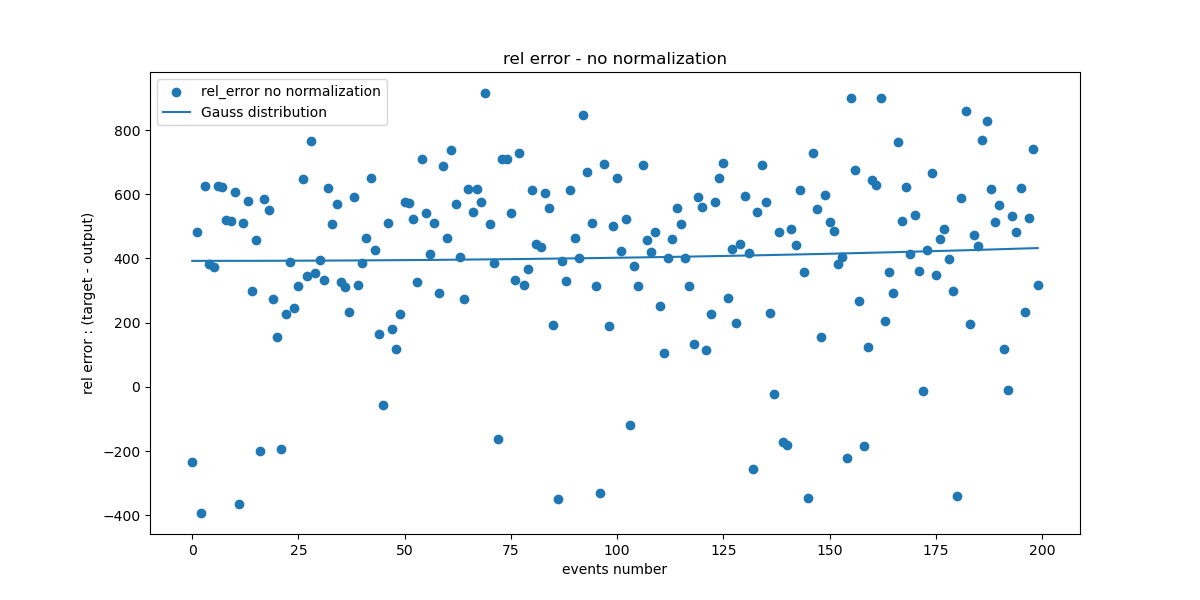 rel error - no normalization
rel_error no normalization
Gauss distribution
rel error : (target - output)
800
600
400
200
0
−200
−400
0 25 50 75 100 125 150 175 200
events number